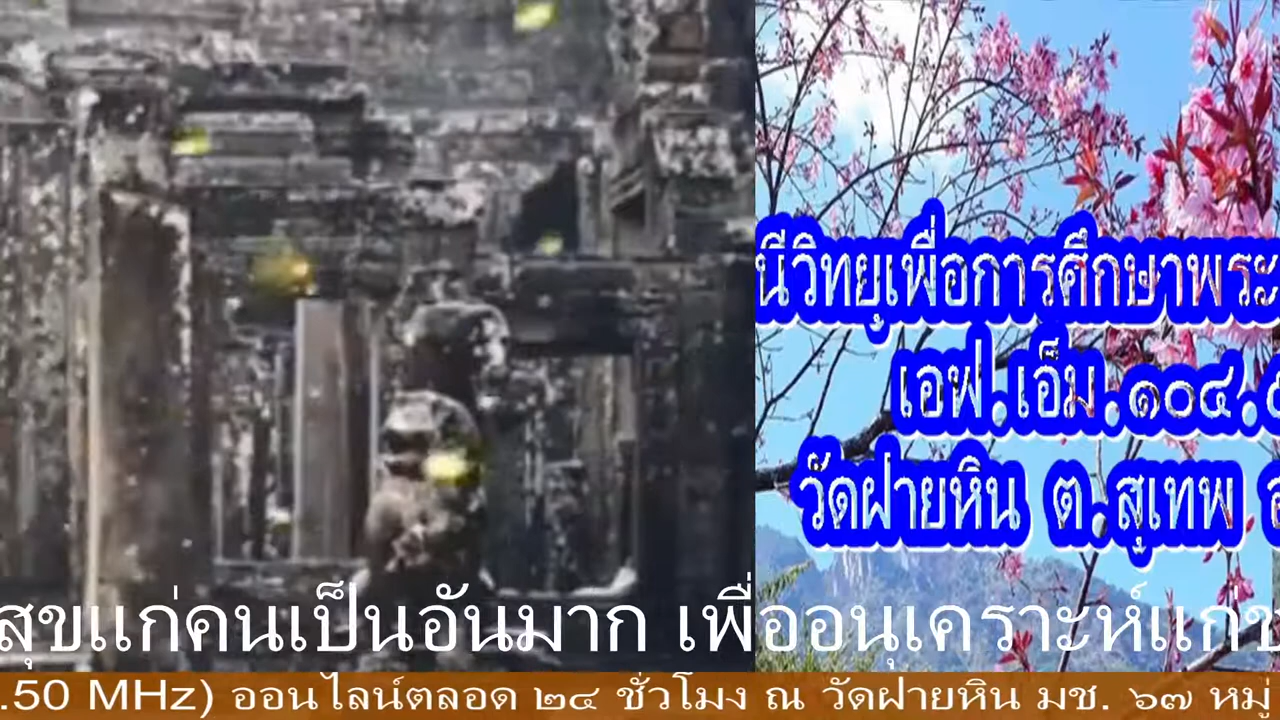 นีวิทยุเพื่อการศึกษาพระ
เอฟ.เอ็ม.๑๐๔.๕
วัดฝายหิน ต.สุเทพ อ
สุขแก่คนเป็นอันมาก เพื่ออนุเคราะห์แก่ช
.50 MHz) ออนไลน์ตลอด ๒๔ ชั่วโมง ณ วัดฝายหิน มช. ๖๗ หมู่